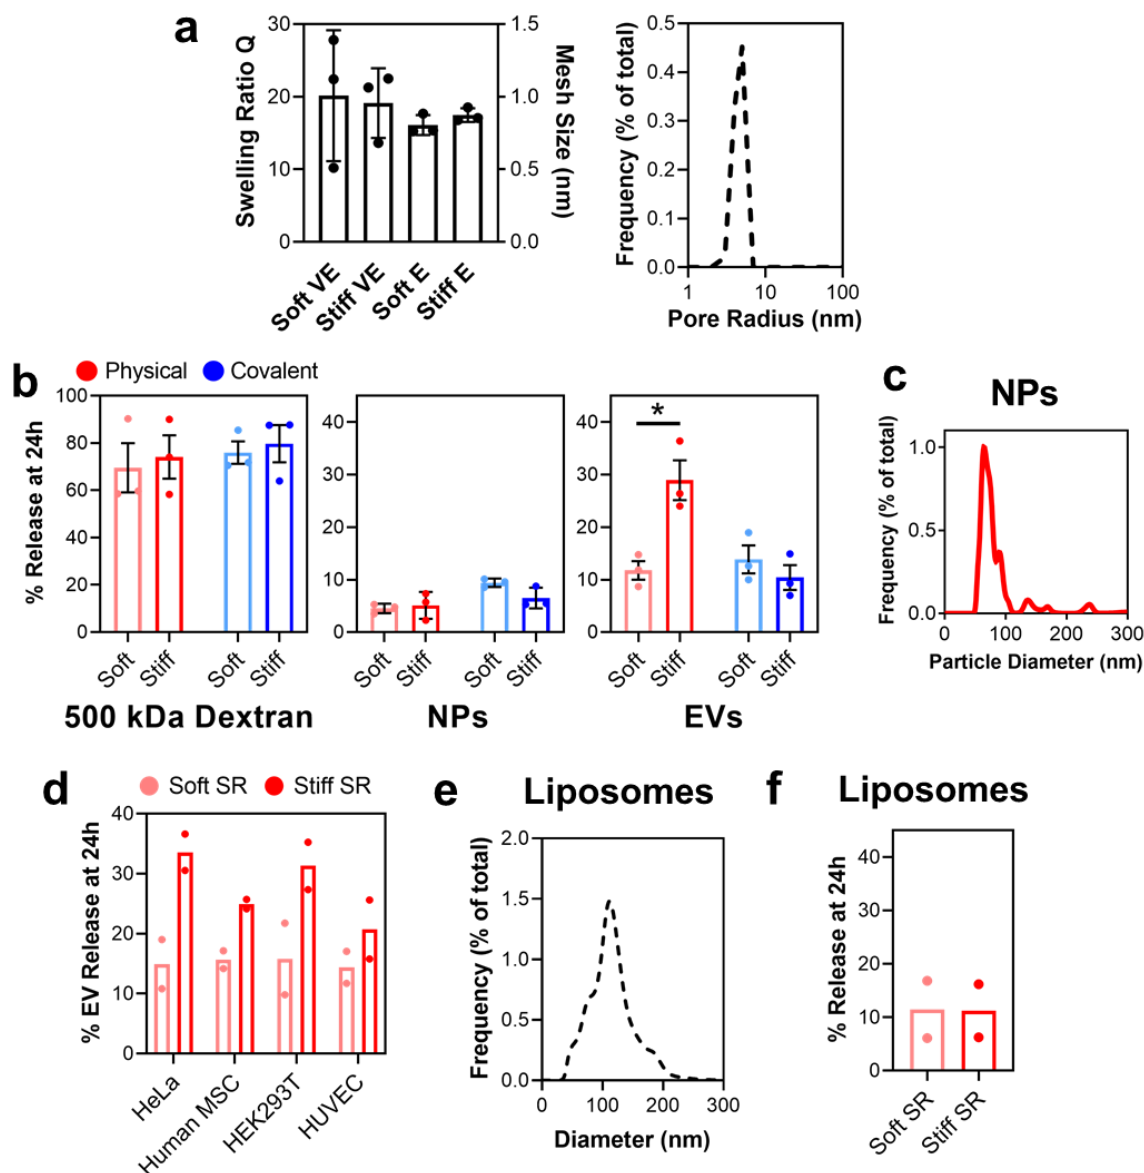 a
Swelling Ratio Q
30
20
10
0
1.5
1.0
0.5
0.0
Mesh Size (nm)
Soft VE
Stiff VE
Soft E
Stiff E
Frequency (% of total)
0.5
0.4
0.3
0.2
0.1
0.0
1 10 100
Pore Radius (nm)
b
Physical Covalent
% Release at 24h
100
80
60
40
20
0
Soft
Stiff
Soft
Stiff
500 kDa Dextran
40
30
20
10
0
Soft
Stiff
Soft
Stiff
NPs
40
30
20
10
0
*
Soft
Stiff
Soft
Stiff
EVs
c
NPs
Frequency (% of total)
1.0
0.5
0.0
0 100 200 300
Particle Diameter (nm)
d
Soft SR Stiff SR
% EV Release at 24h
40
30
20
10
0
HeLa
Human MSC
HEK293T
HUVEC
e
Liposomes
Frequency (% of total)
2.0
1.5
1.0
0.5
0.0
0 100 200 300
Diameter (nm)
f
Liposomes
% Release at 24h
40
30
20
10
0
Soft SR
Stiff SR